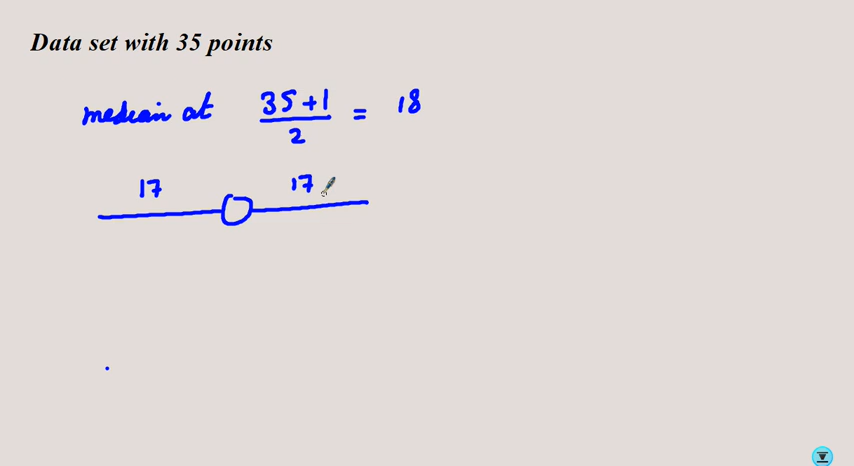 Data set with 35 points
median at 35+1/2 = 18
17 17